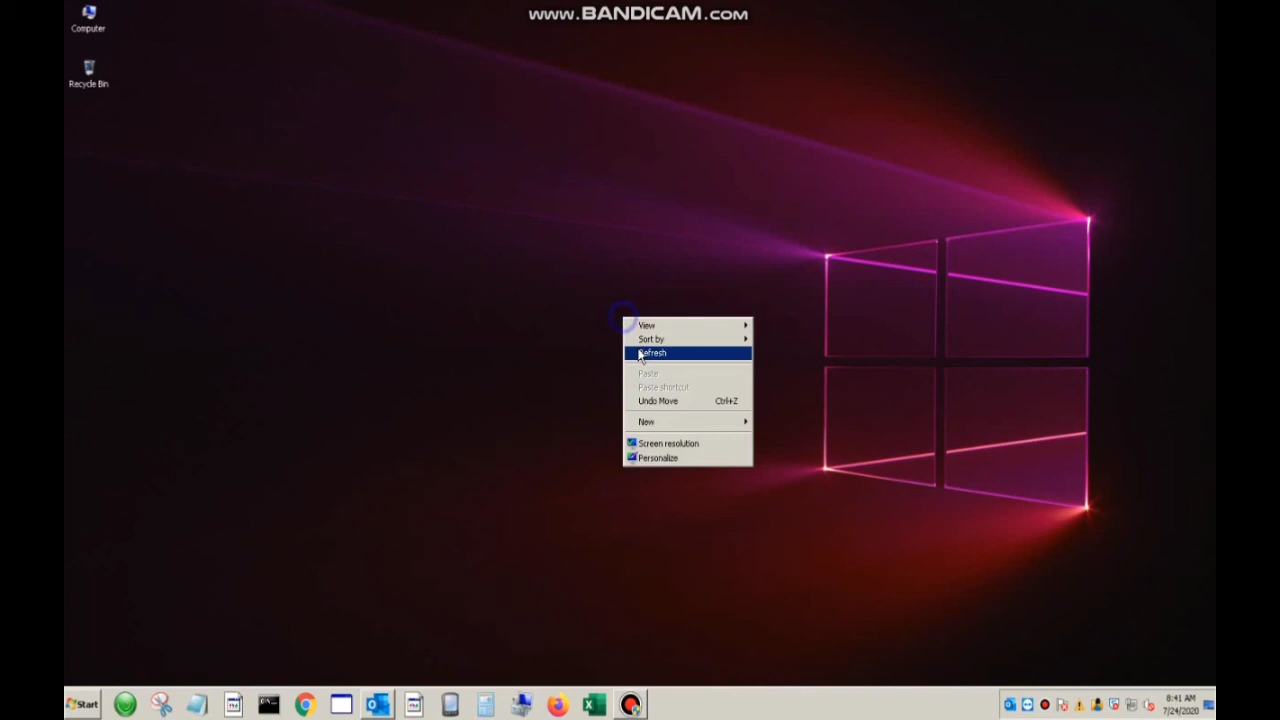 www.BANDICAM.com
Computer
Recycle Bin
View
Sort by
Refresh
Paste
Paste shortcut
Undo Move Ctrl+Z
New
Screen resolution
Personalize
Start
8:41 AM
7/24/2020